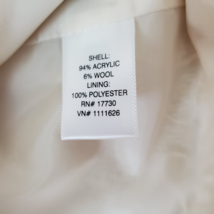 SHELL:
94% ACRYLIC
6% WOOL
LINING:
100% POLYESTER
RN# 17730
VN# 1111626